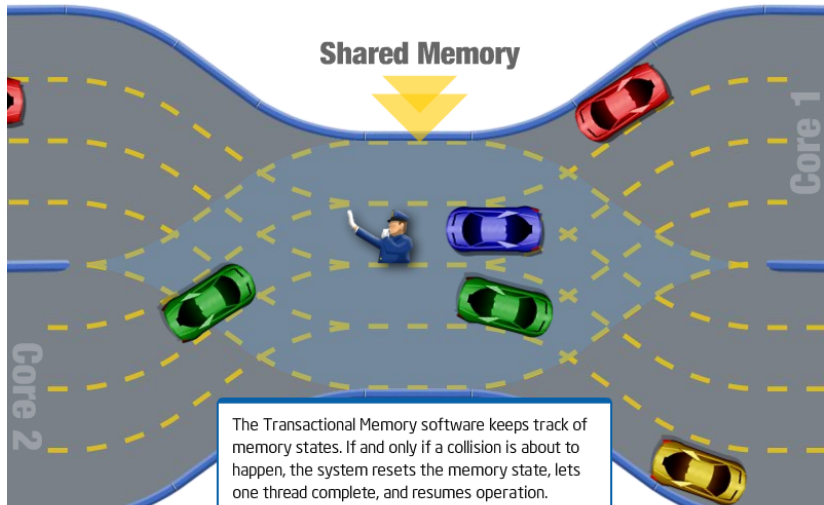 Shared Memory
Core 1
Core 2
The Transactional Memory software keeps track of
memory states. If and only if a collision is about to
happen, the system resets the memory state, lets
one thread complete, and resumes operation.